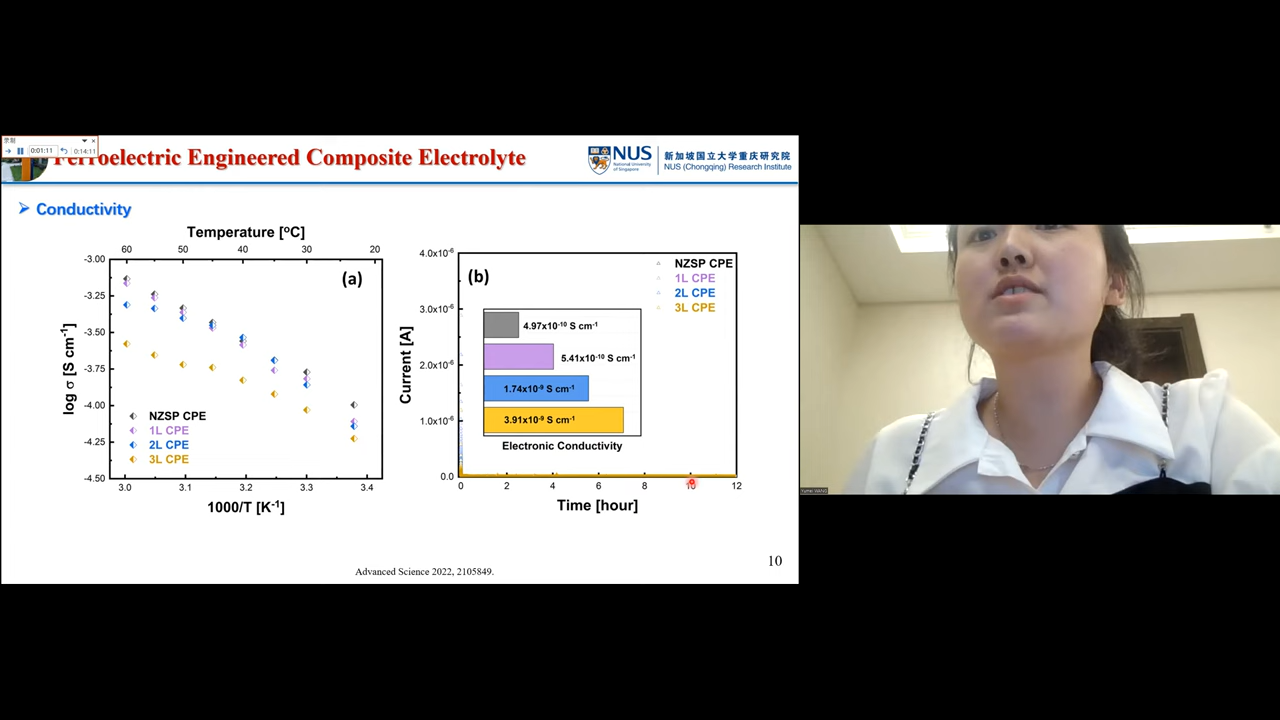 录制
0:01:11
0:14:11
Ferroelectric Engineered Composite Electrolyte
NUS
National University
of Singapore
新加坡国立大学重庆研究院
NUS (Chongqing) Research Institute
➢ Conductivity
Temperature [°C]
60 50 40 30 20
(a)
-3.00
-3.25
-3.50
-3.75
-4.00
-4.25
-4.50
log σ [S cm⁻¹]
NZSP CPE
1L CPE
2L CPE
3L CPE
3.0 3.1 3.2 3.3 3.4
1000/T [K⁻¹]
(b)
4.0x10⁻⁶
3.0x10⁻⁶
2.0x10⁻⁶
1.0x10⁻⁶
0.0
Current [A]
NZSP CPE
1L CPE
2L CPE
3L CPE
4.97x10⁻¹⁰ S cm⁻¹
5.41x10⁻¹⁰ S cm⁻¹
1.74x10⁻⁹ S cm⁻¹
3.91x10⁻⁹ S cm⁻¹
Electronic Conductivity
0 2 4 6 8 10 12
Time [hour]
Advanced Science 2022, 2105849.
10
Yumei WANG